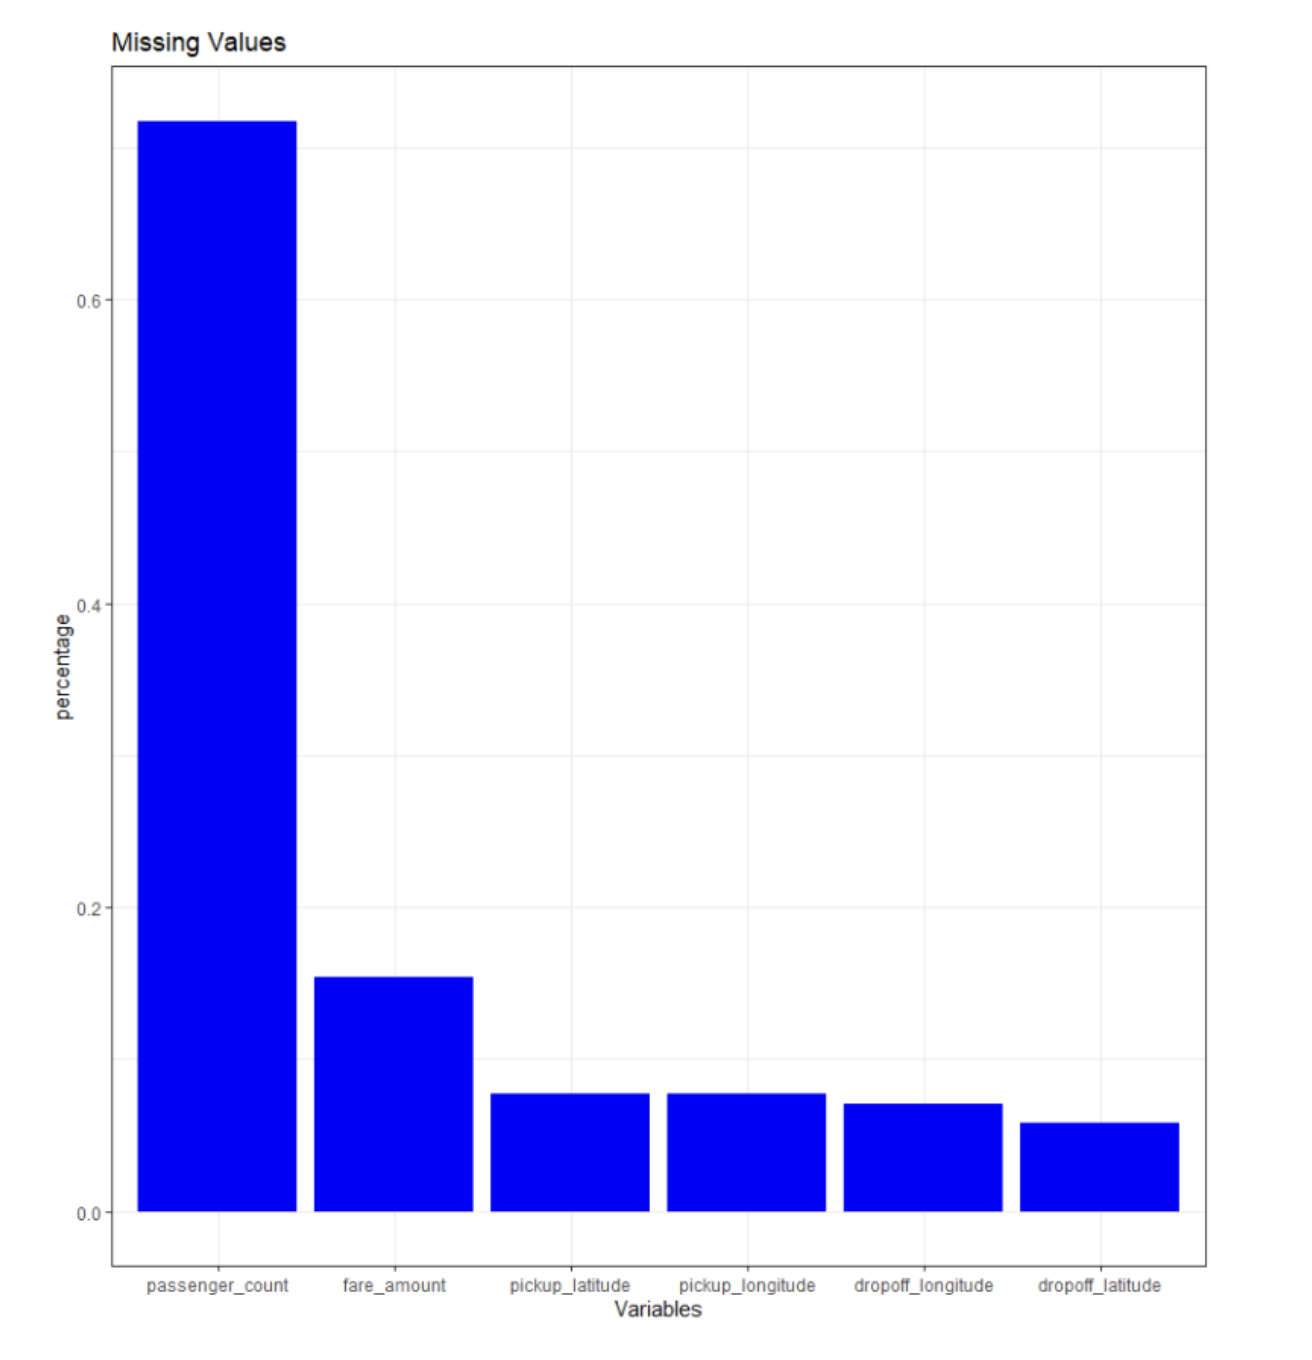 Missing Values
0.6
0.4
0.2
0.0
percentage
passenger_count fare_amount pickup_latitude pickup_longitude dropoff_longitude dropoff_latitude
Variables